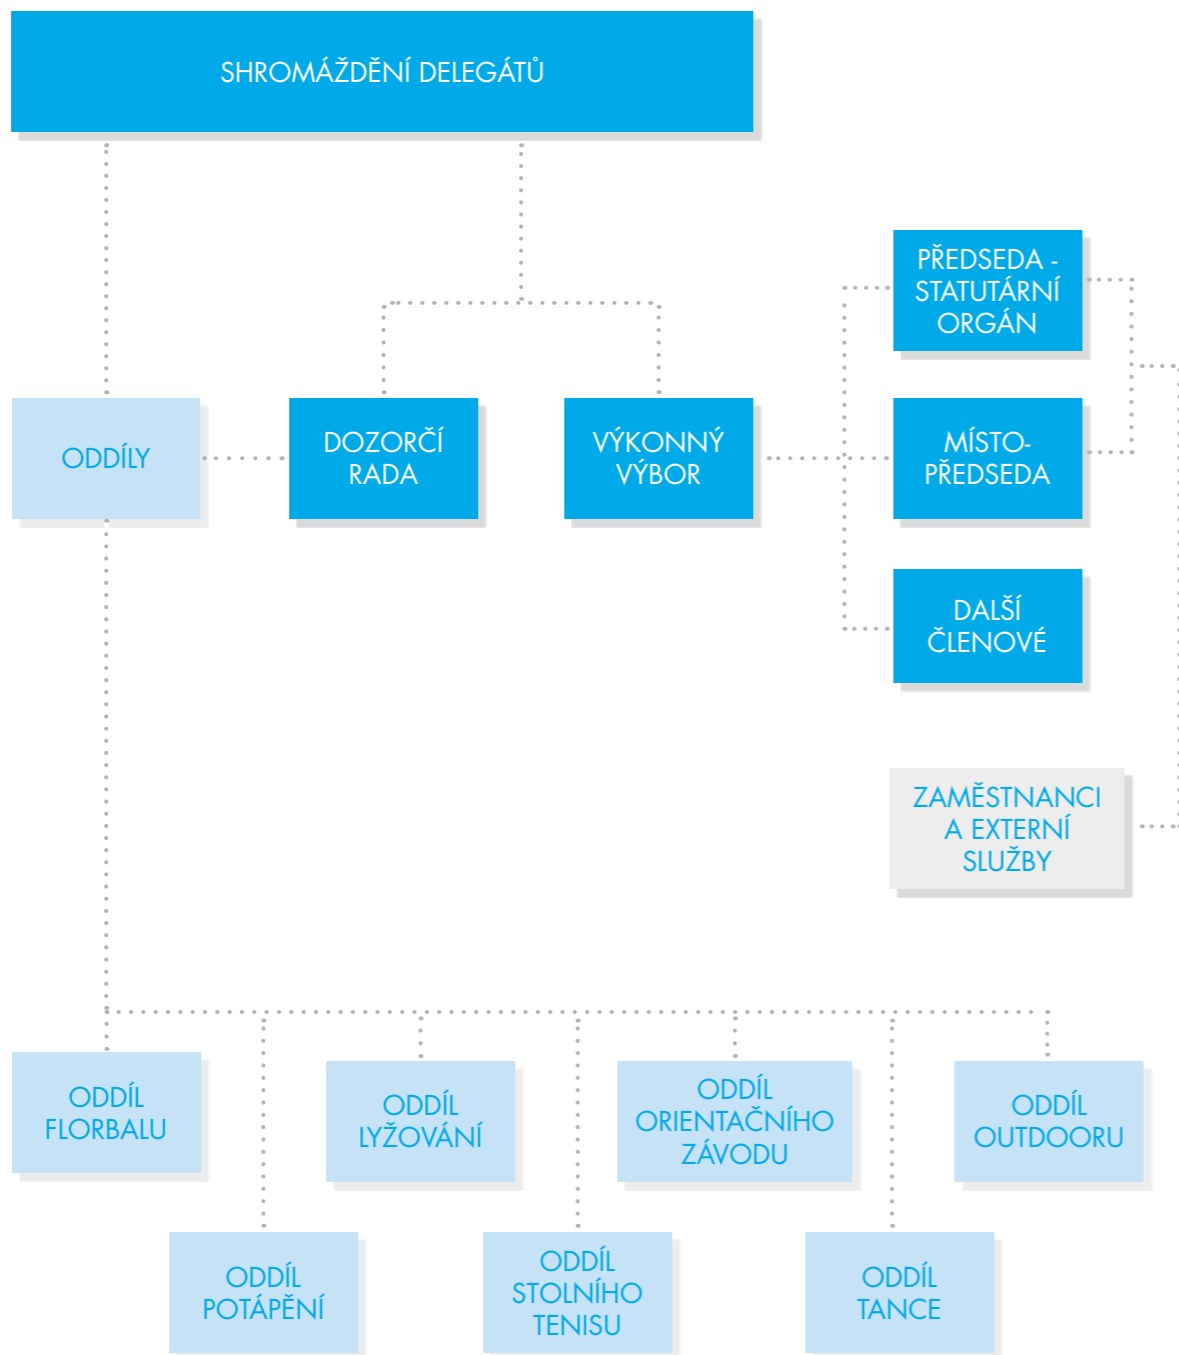 SHROMÁŽDĚNÍ DELEGÁTŮ
PŘEDSEDA -
STATUTÁRNÍ
ORGÁN
ODDÍLY
DOZORČÍ
RADA
VÝKONNÝ
VÝBOR
MÍSTO-
PŘEDSEDA
DALŠÍ
ČLENOVÉ
ZAMĚSTNANCI
A EXTERNÍ
SLUŽBY
ODDÍL
FLORBALU
ODDÍL
LYŽOVÁNÍ
ODDÍL
ORIENTAČNÍHO
ZÁVODU
ODDÍL
OUTDOORU
ODDÍL
POTÁPĚNÍ
ODDÍL
STOLNÍHO
TENISU
ODDÍL
TANCE